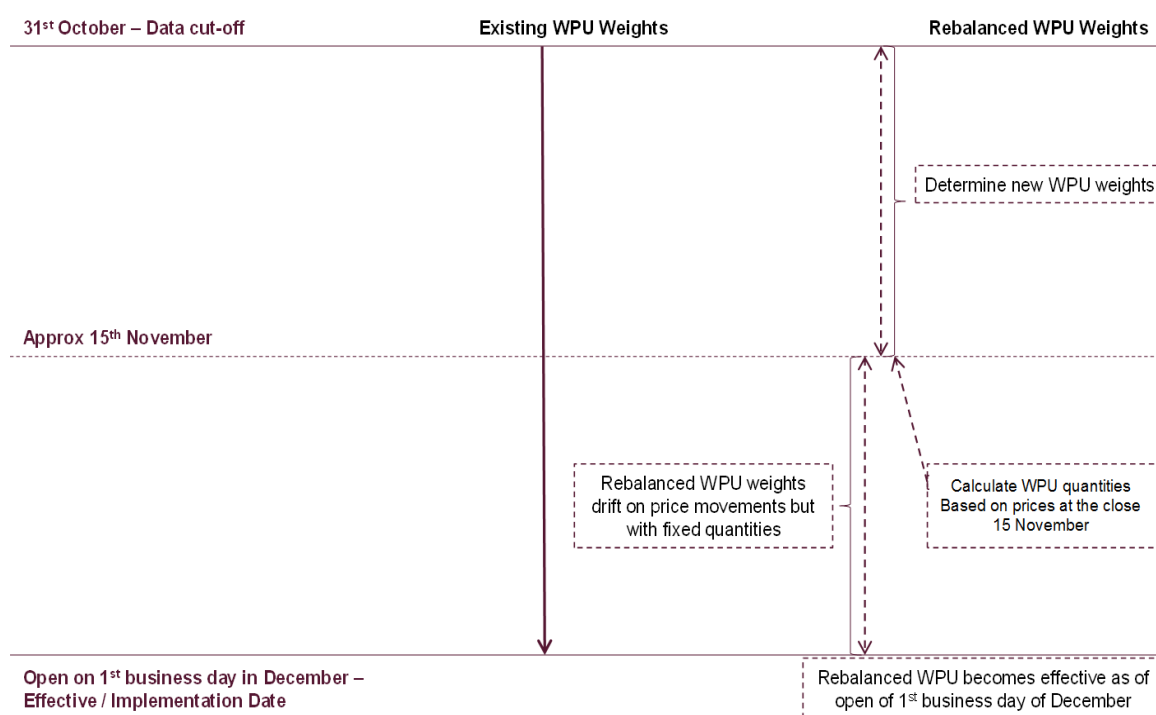 31st October – Data cut-off
Existing WPU Weights
Rebalanced WPU Weights
Determine new WPU weights
Approx 15th November
Rebalanced WPU weights
drift on price movements but
with fixed quantities
Calculate WPU quantities
Based on prices at the close
15 November
Open on 1st business day in December –
Effective / Implementation Date
Rebalanced WPU becomes effective as of
open of 1st business day of December